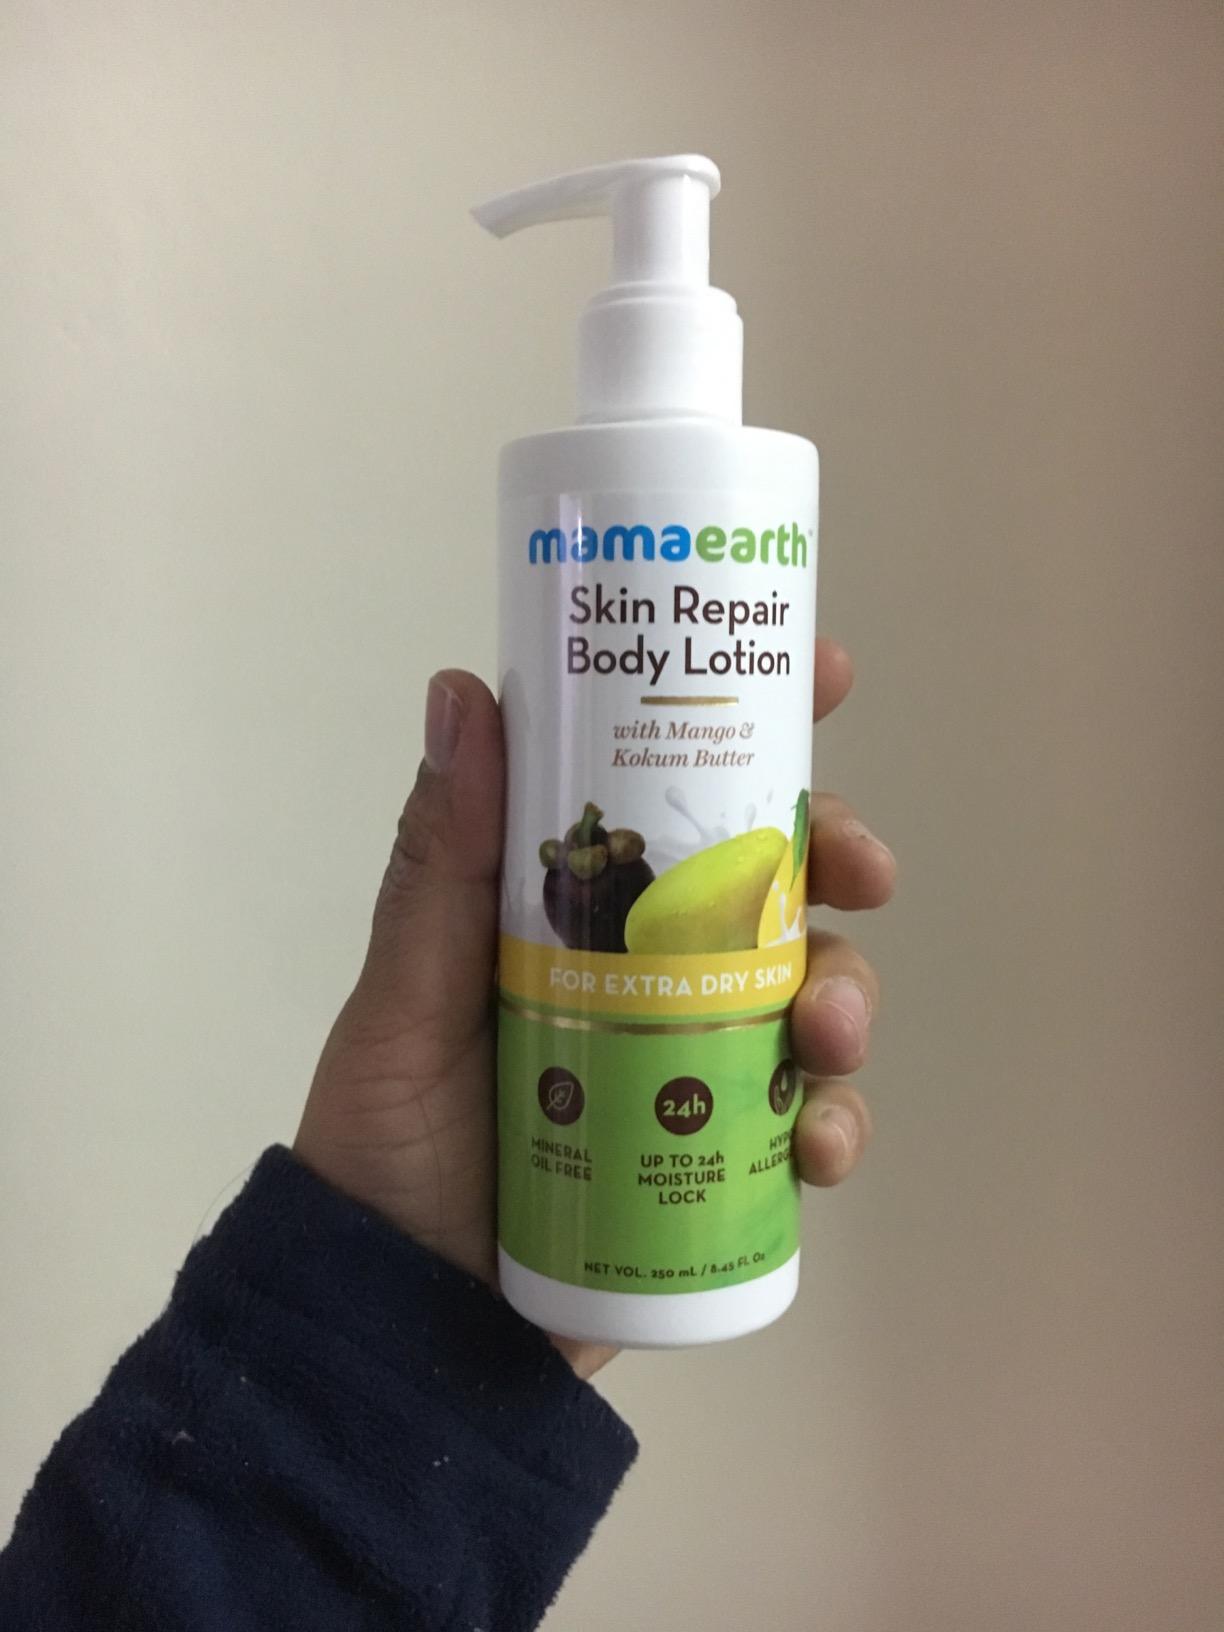 mamaearth
Skin Repair
Body Lotion
with Mango &
Kokum Butter
FOR EXTRA DRY SKIN
MINERAL
OIL FREE
24h
UP TO 24h
MOISTURE
LOCK
NET VOL. 250 mL / 8.45 FL Oz